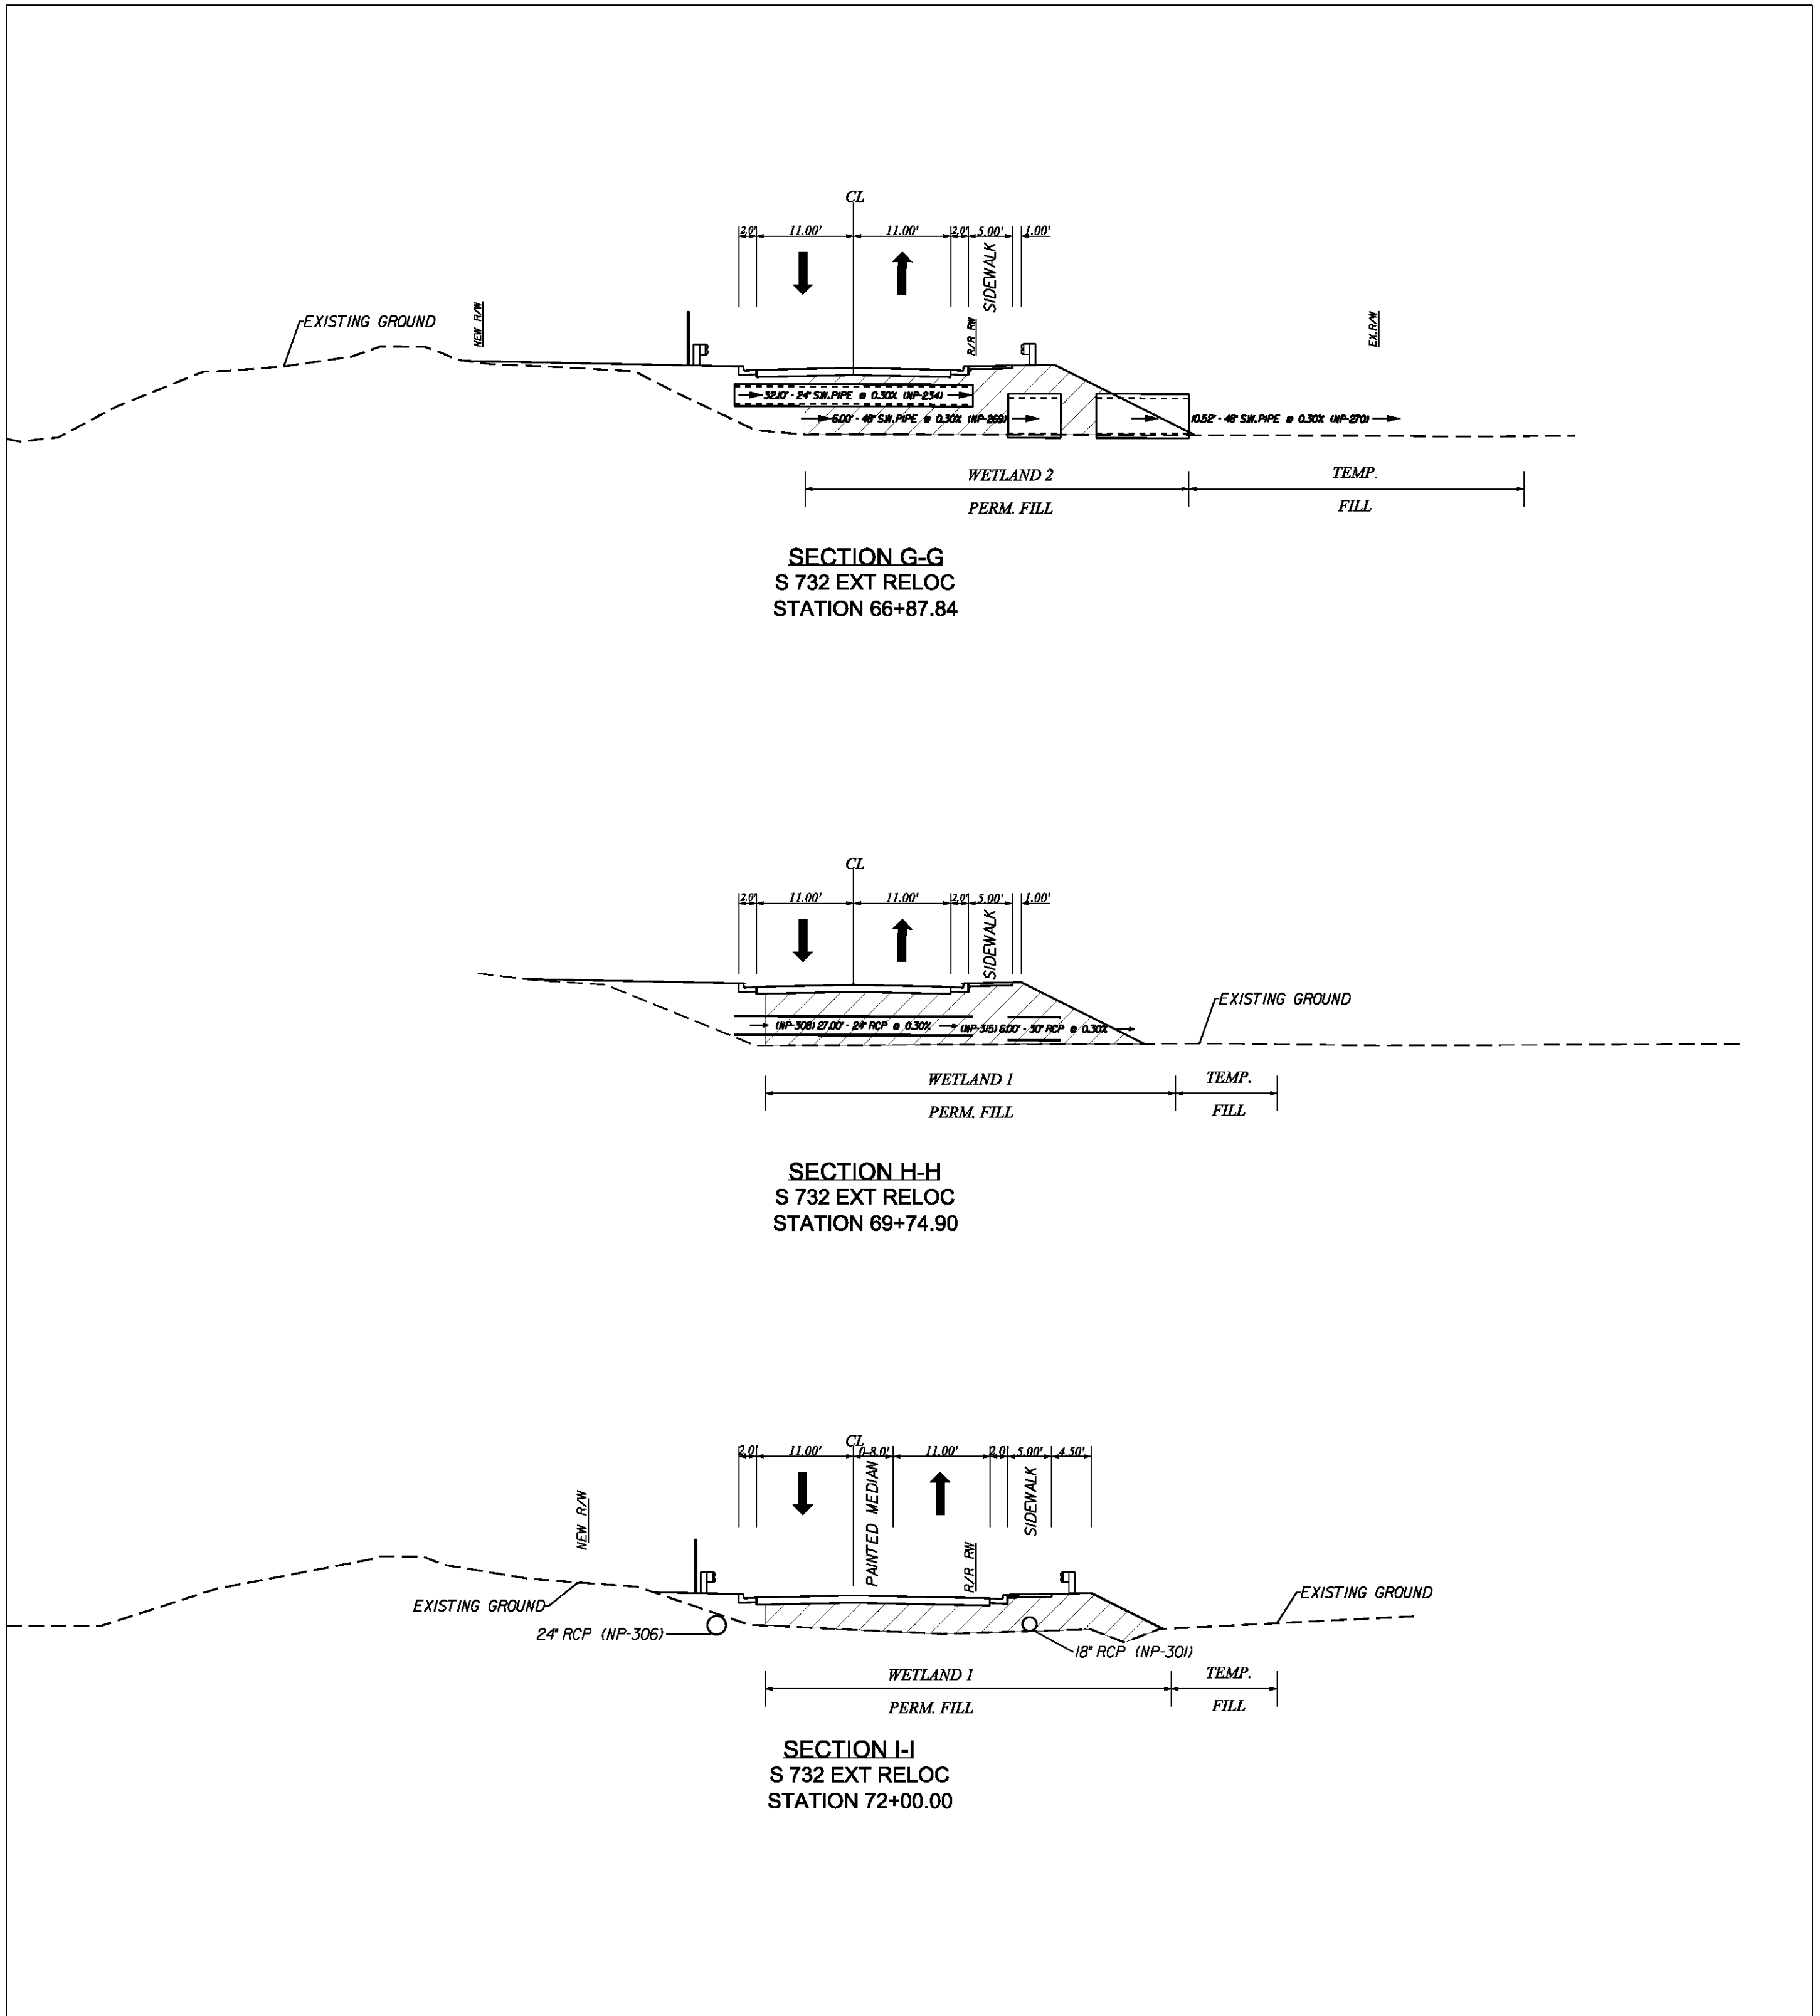 CL
2.0' 11.00' 11.00' 2.0' 5.00' 1.00'
SIDEWALK
EXISTING GROUND
NEW R/W
R/R RW
EX.R/W
32.10' - 24" S.W.PIPE @ 0.30% (NP-234)
6.00' - 48" S.W.PIPE @ 0.30% (NP-269)
10.52' - 48" S.W.PIPE @ 0.30% (NP-270)
WETLAND 2 TEMP.
PERM. FILL FILL
SECTION G-G
S 732 EXT RELOC
STATION 66+87.84
CL
2.0' 11.00' 11.00' 2.0' 5.00' 1.00'
SIDEWALK
EXISTING GROUND
(NP-308) 27.00' - 24" RCP @ 0.30%
(NP-315) 6.00' - 30" RCP @ 0.30%
WETLAND 1 TEMP.
PERM. FILL FILL
SECTION H-H
S 732 EXT RELOC
STATION 69+74.90
CL
2.0' 11.00' 0-8.0' 11.00' 2.0' 5.00' 4.50'
PAINTED MEDIAN
SIDEWALK
NEW R/W
R/R RW
EXISTING GROUND
EXISTING GROUND
24" RCP (NP-306)
18" RCP (NP-301)
WETLAND 1 TEMP.
PERM. FILL FILL
SECTION I-I
S 732 EXT RELOC
STATION 72+00.00